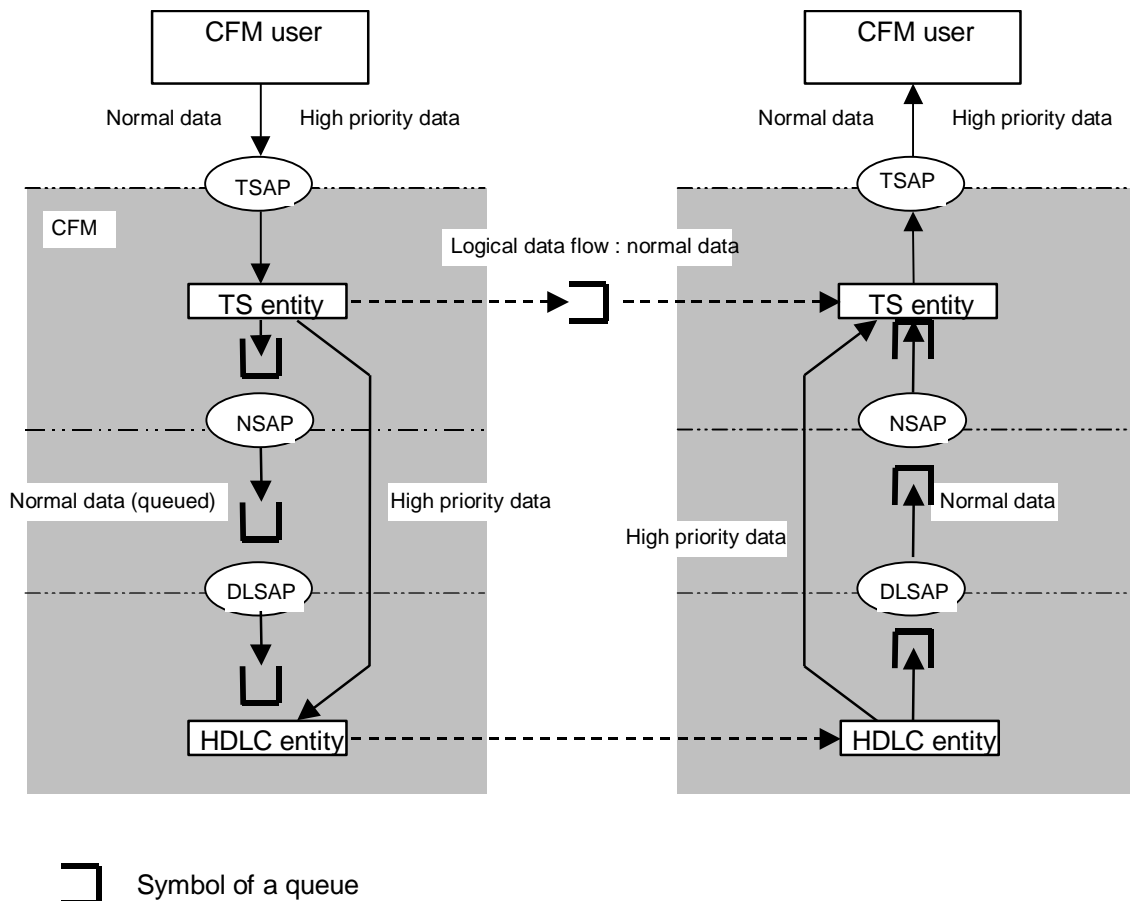 CFM user
CFM user
Normal data
High priority data
Normal data
High priority data
TSAP
TSAP
CFM
Logical data flow : normal data
TS entity
TS entity
NSAP
NSAP
Normal data (queued)
High priority data
Normal data
High priority data
DLSAP
DLSAP
HDLC entity
HDLC entity
Symbol of a queue